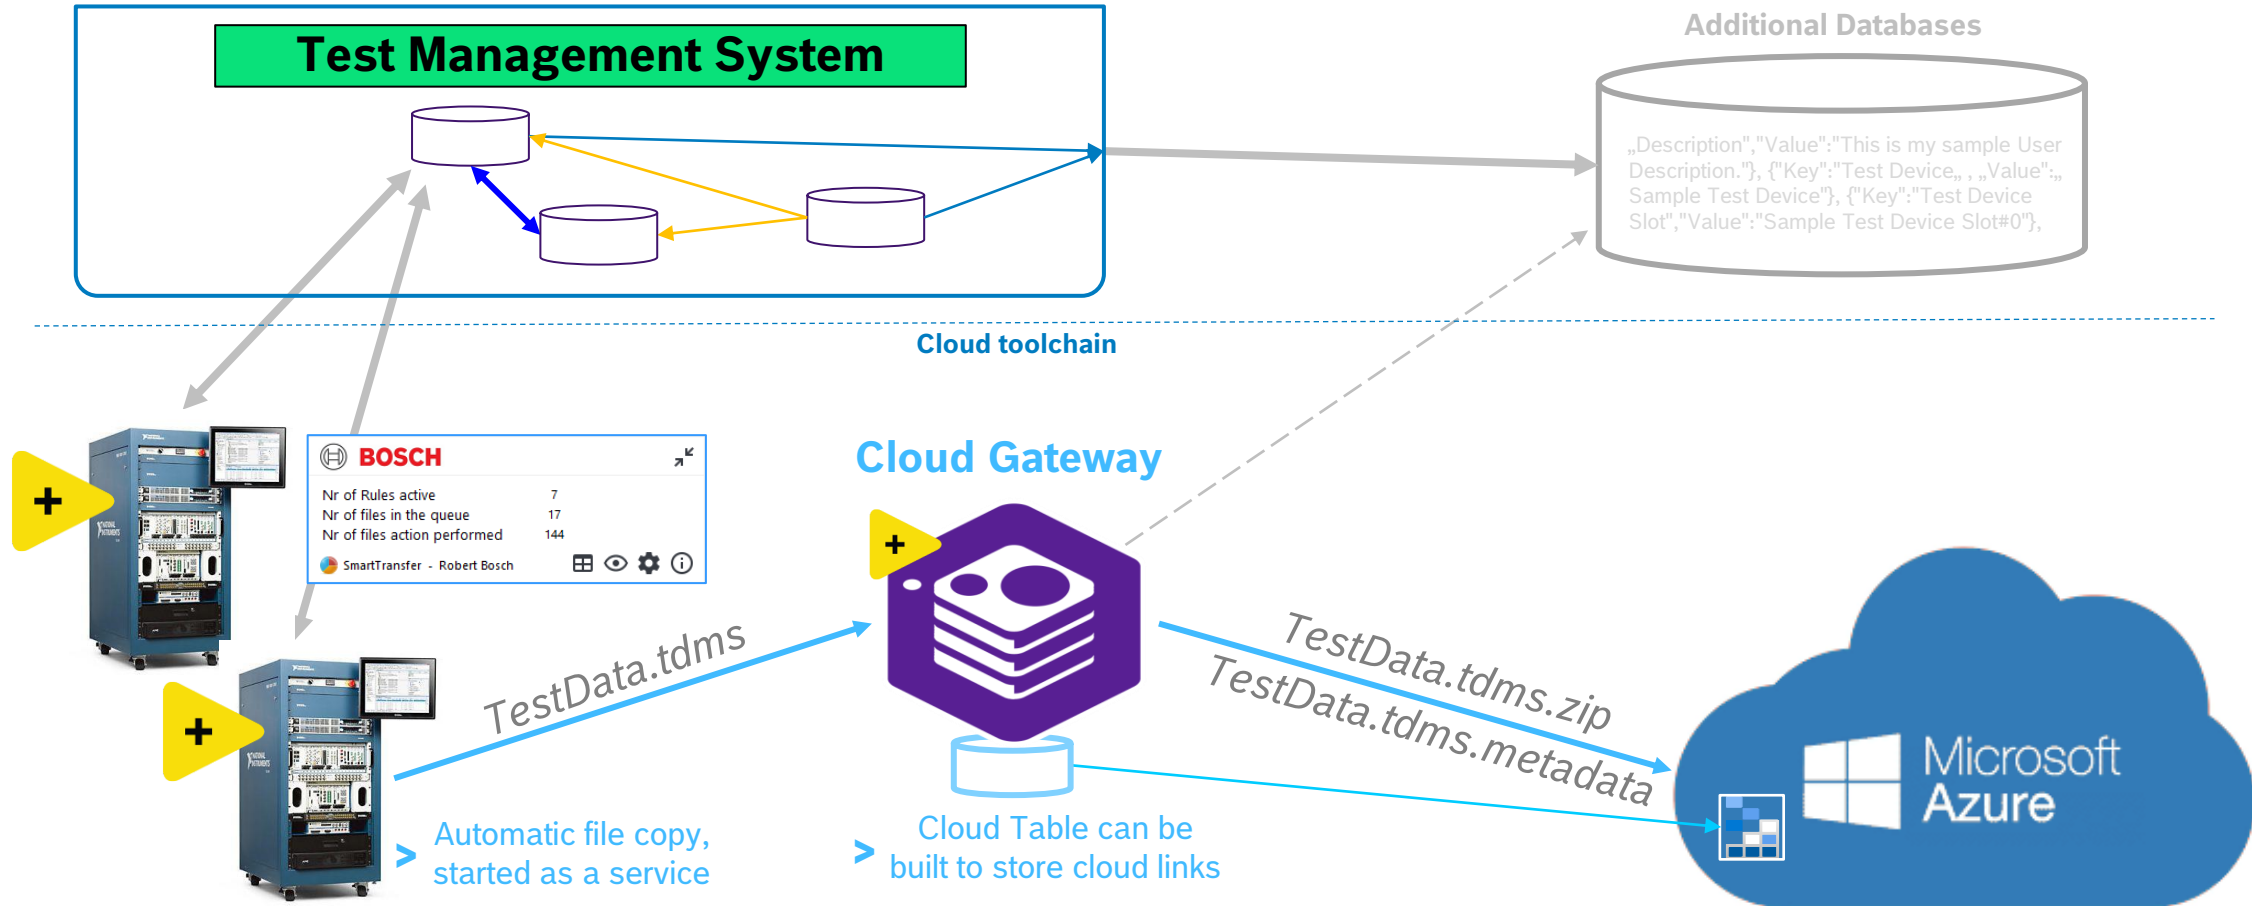 Test Management System
Additional Databases
„Description","Value":"This is my sample User
Description."}, {"Key":"Test Device„ , „Value":„
Sample Test Device"}, {"Key":"Test Device
Slot","Value":"Sample Test Device Slot#0"},
Cloud toolchain
BOSCH
Nr of Rules active 7
Nr of files in the queue 17
Nr of files action performed 144
SmartTransfer - Robert Bosch
Cloud Gateway
+
+
+
NATIONAL
INSTRUMENTS
NATIONAL
INSTRUMENTS
TestData.tdms
TestData.tdms.zip
TestData.tdms.metadata
Microsoft
Azure
> Automatic file copy,
started as a service
> Cloud Table can be
built to store cloud links